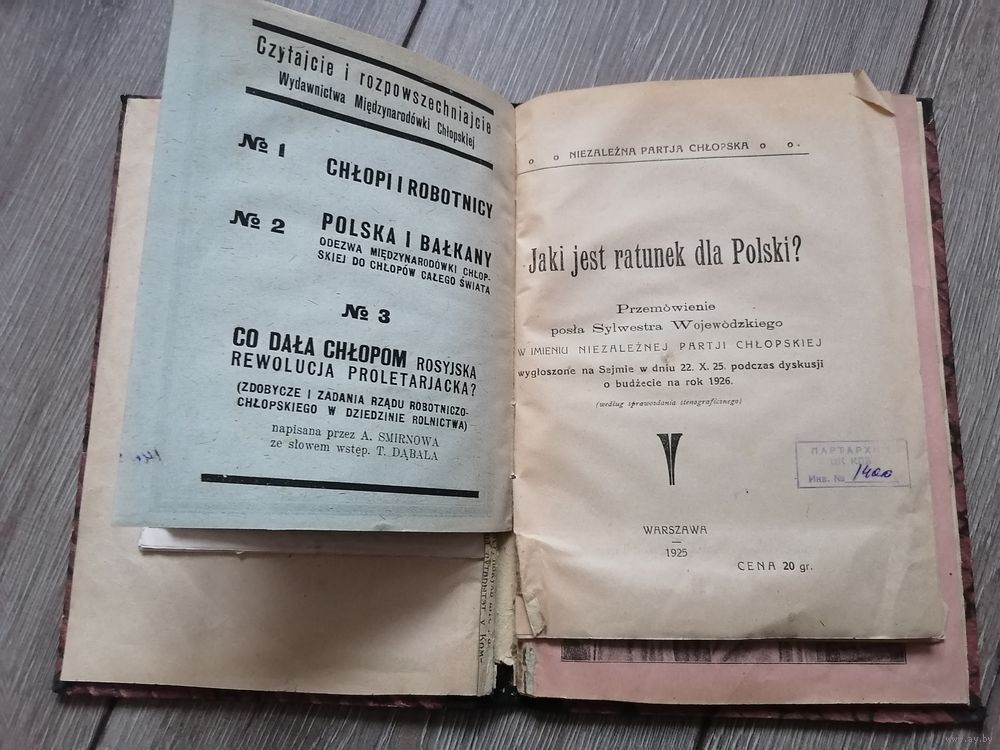 Czytajcie i rozpowszechniajcie
Wydawnictwa Międzynarodówki Chłopskiej
№ 1
CHŁOPI I ROBOTNICY
№ 2
POLSKA I BAŁKANY
ODEZWA MIĘDZYNARODÓWKI CHŁOP-
SKIEJ DO CHŁOPÓW CAŁEGO ŚWIATA
№ 3
CO DAŁA CHŁOPOM ROSYJSKA
REWOLUCJA PROLETARJACKA?
(ZDOBYCZE I ZADANIA RZĄDU ROBOTNICZO-
CHŁOPSKIEGO W DZIEDZINIE ROLNICTWA)
napisana przez A. SMIRNOWA
ze słowem wstęp. T. DĄBALA
NIEZALEŻNA PARTJA CHŁOPSKA
Jaki jest ratunek dla Polski?
Przemówienie
posła Sylwestra Wojewódzkiego
W IMIENIU NIEZALEŻNEJ PARTJI CHŁOPSKIEJ
wygłoszone na Sejmie w dniu 22. X. 25. podczas dyskusji
o budżecie na rok 1926.
(według sprawozdania stenograficznego)
ПАРТАРХИВ
Инв. № 1400
WARSZAWA
1925
CENA 20 gr.
www.ay.by